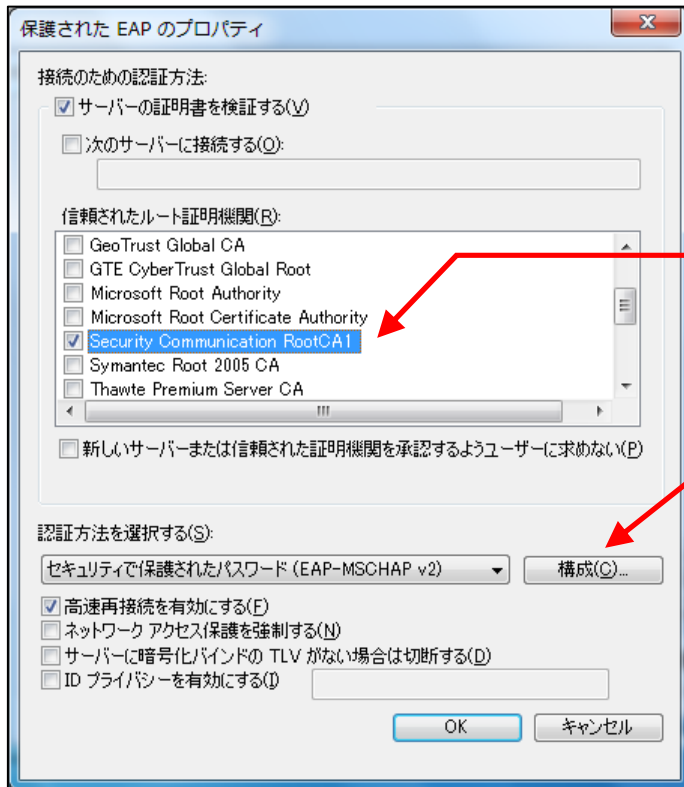 保護された EAP のプロパティ
接続のための認証方法:
サーバーの証明書を検証する(V)
次のサーバーに接続する(O):
信頼されたルート証明機関(R):
GeoTrust Global CA
GTE CyberTrust Global Root
Microsoft Root Authority
Microsoft Root Certificate Authority
Security Communication RootCA1
Symantec Root 2005 CA
Thawte Premium Server CA
新しいサーバーまたは信頼された証明機関を承認するようユーザーに求めない(P)
認証方法を選択する(S):
セキュリティで保護されたパスワード (EAP-MSCHAP v2)
構成(C)...
高速再接続を有効にする(F)
ネットワーク アクセス保護を強制する(N)
サーバーに暗号化バインドの TLV がない場合は切断する(D)
ID プライバシーを有効にする(I)
OK
キャンセル